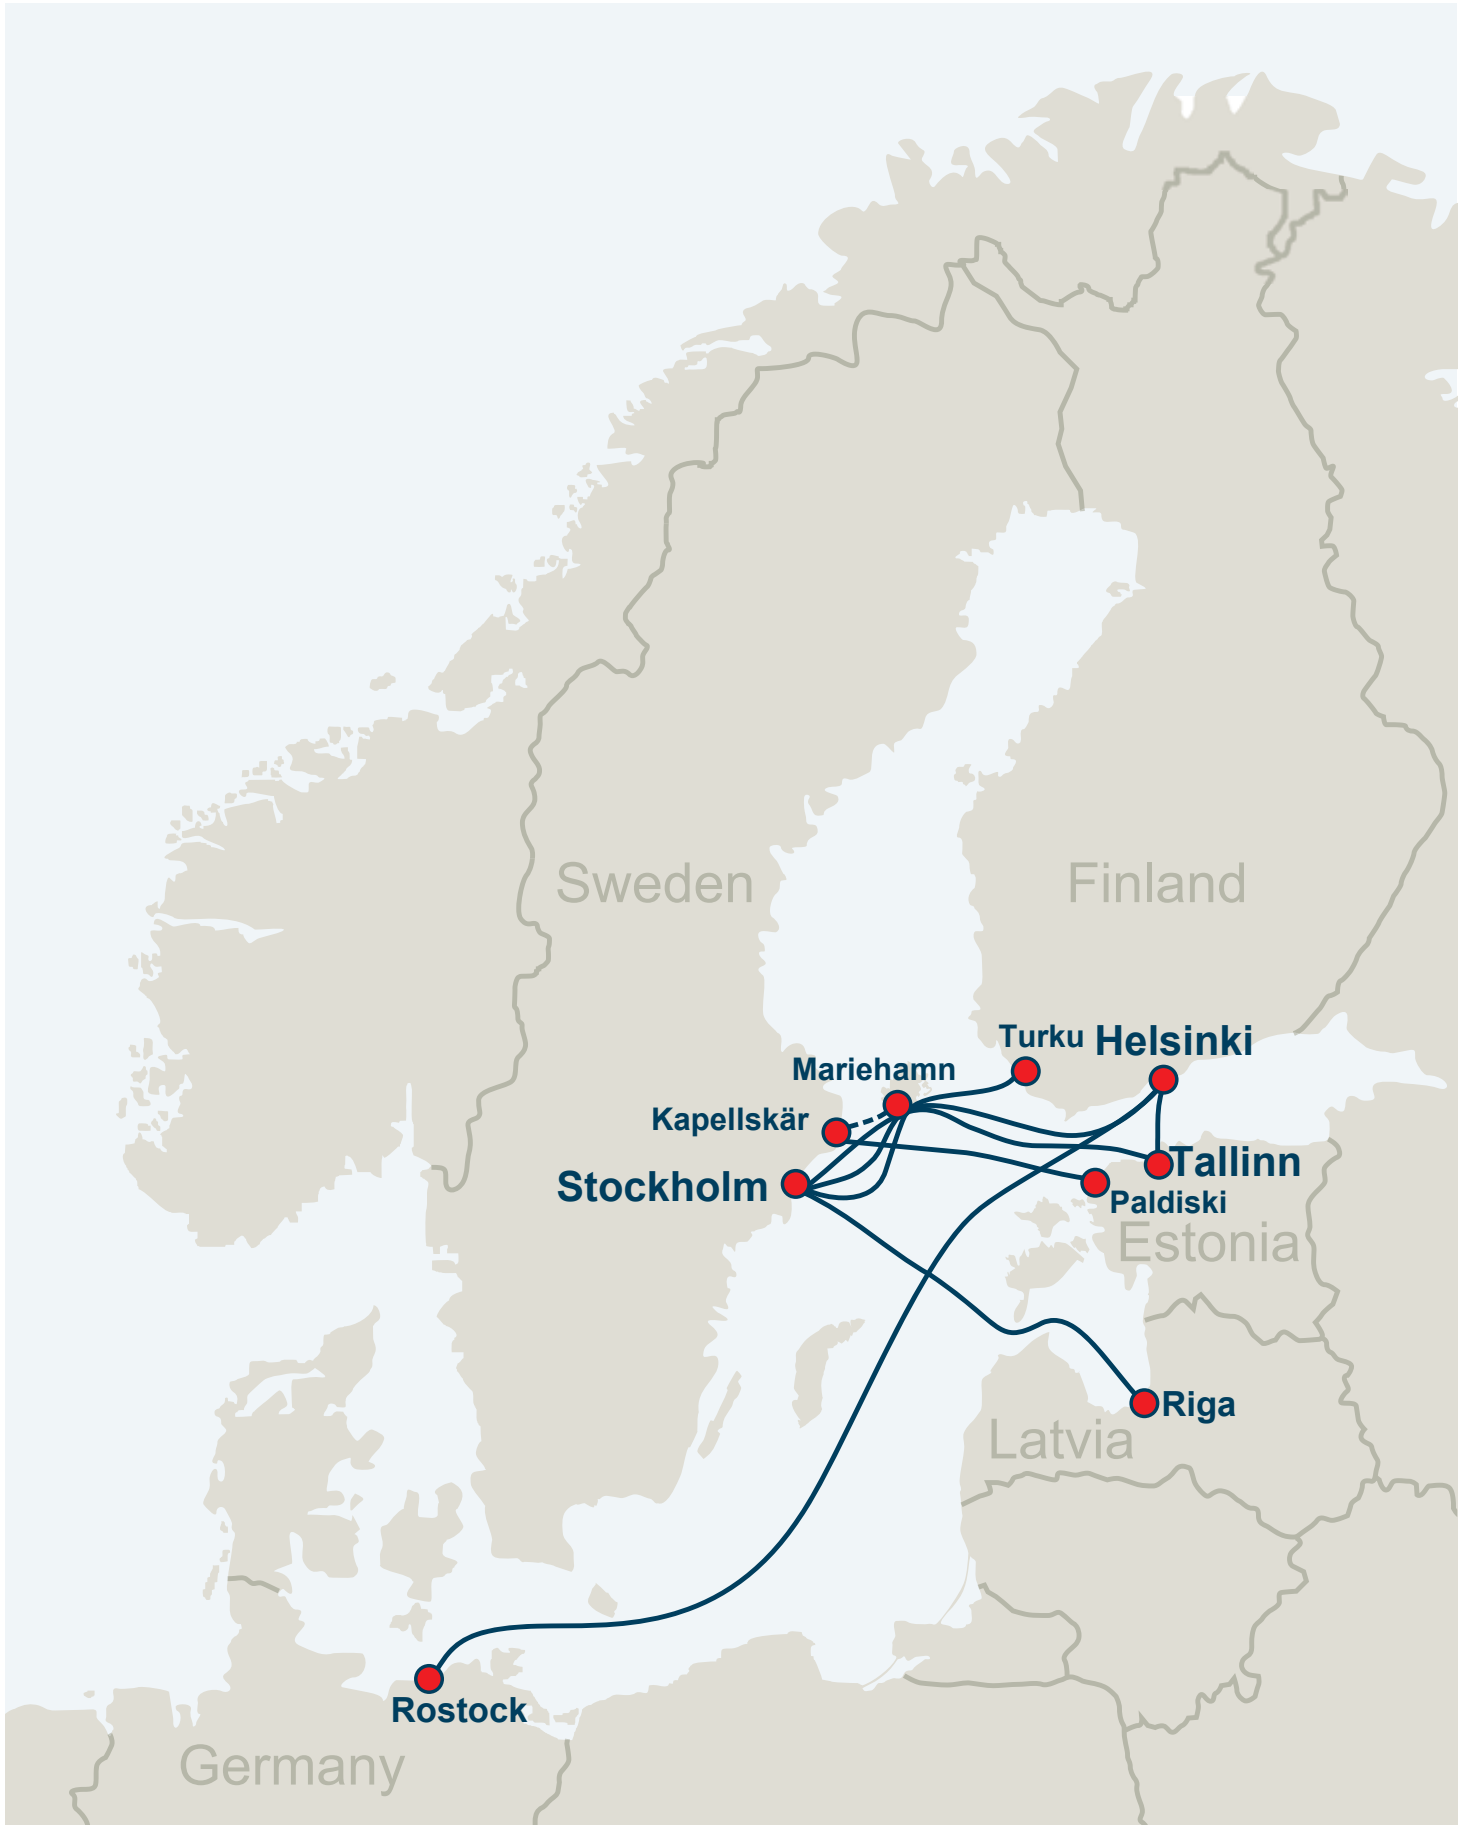 Sweden
Finland
Turku
Helsinki
Mariehamn
Kapellskär
Stockholm
Tallinn
Paldiski
Estonia
Riga
Latvia
Rostock
Germany